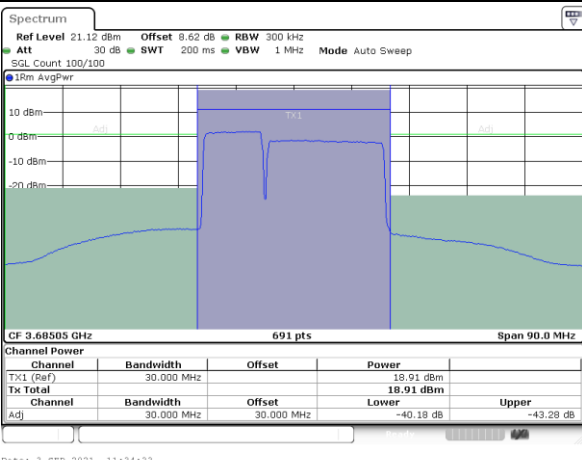 Spectrum
Ref Level 21.12 dBm Offset 8.62 dB RBW 300 kHz
Att 30 dB SWT 200 ms VBW 1 MHz Mode Auto Sweep
SGL Count 100/100
1Rm AvgPwr
10 dBm
TX1
Adj Adj
0 dBm
-10 dBm
-20 dBm
CF 3.68505 GHz 691 pts Span 90.0 MHz
Channel Power
Channel Bandwidth Offset Power
TX1 (Ref) 30.000 MHz 18.91 dBm
Tx Total 18.91 dBm
Channel Bandwidth Offset Lower Upper
Adj 30.000 MHz 30.000 MHz -40.18 dB -43.28 dB
Ready